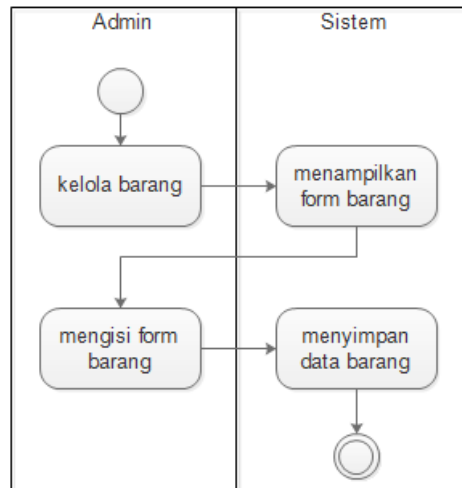 Admin
Sistem
kelola barang
menampilkan
form barang
mengisi form
barang
menyimpan
data barang